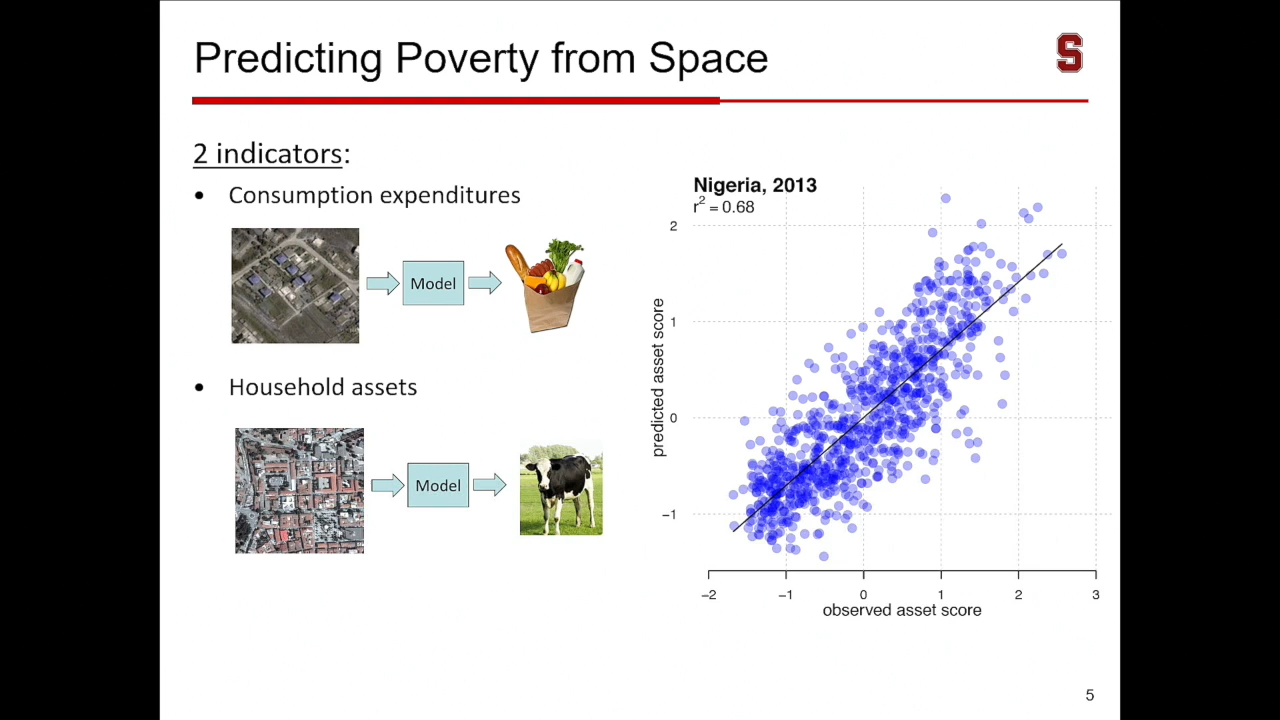 Predicting Poverty from Space
S
2 indicators:
• Consumption expenditures
Model
• Household assets
Model
Nigeria, 2013
r² = 0.68
predicted asset score
2
1
0
−1
−2 −1 0 1 2 3
observed asset score
5